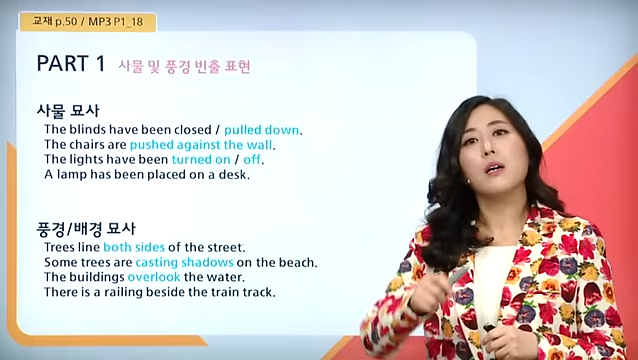 교재 p.50 / MP3 P1_18
PART 1 사물 및 풍경 빈출 표현
사물 묘사
The blinds have been closed / pulled down.
The chairs are pushed against the wall.
The lights have been turned on / off.
A lamp has been placed on a desk.
풍경/배경 묘사
Trees line both sides of the street.
Some trees are casting shadows on the beach.
The buildings overlook the water.
There is a railing beside the train track.